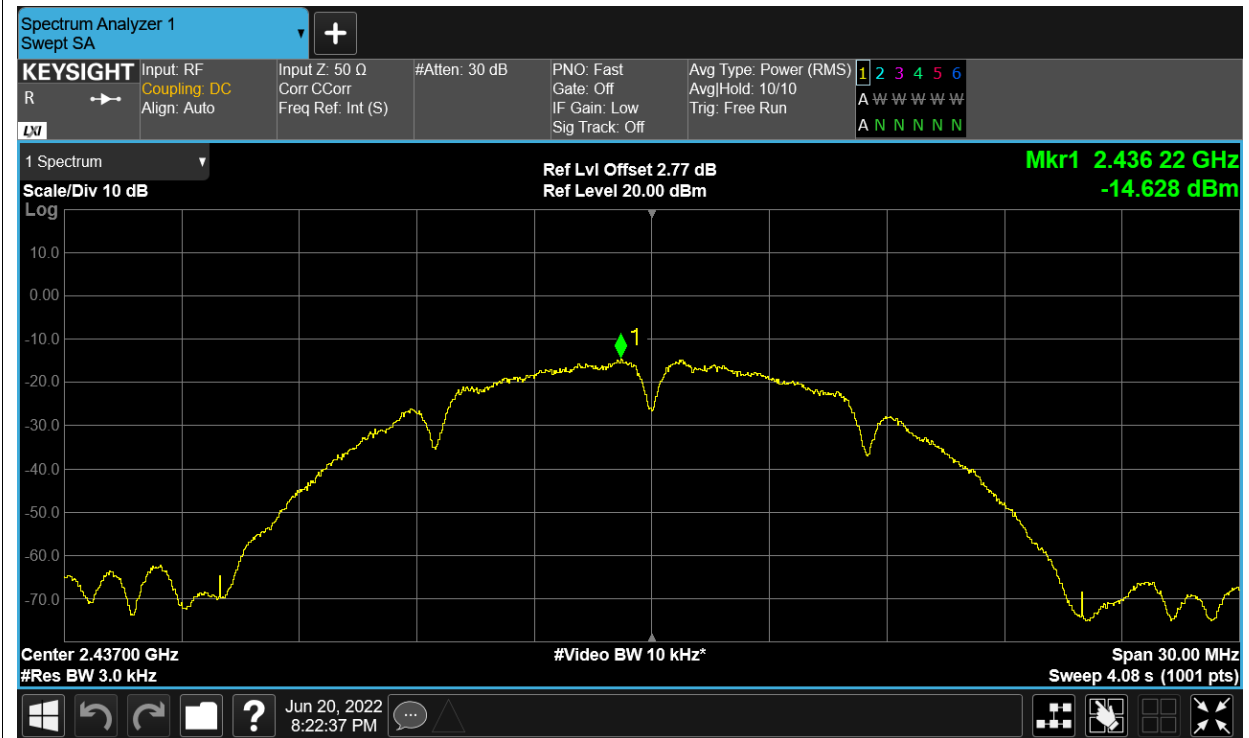 Spectrum Analyzer 1
Swept SA
KEYSIGHT
R
LXI
Input: RF
Coupling: DC
Align: Auto
Input Z: 50 Ω
Corr CCorr
Freq Ref: Int (S)
#Atten: 30 dB
PNO: Fast
Gate: Off
IF Gain: Low
Sig Track: Off
Avg Type: Power (RMS)
Avg|Hold: 10/10
Trig: Free Run
1 2 3 4 5 6
A W W W W W
A N N N N N
1 Spectrum
Scale/Div 10 dB
Ref Lvl Offset 2.77 dB
Ref Level 20.00 dBm
Mkr1 2.436 22 GHz
-14.628 dBm
Log
10.0
0.00
-10.0
-20.0
-30.0
-40.0
-50.0
-60.0
-70.0
1
Center 2.43700 GHz
#Res BW 3.0 kHz
#Video BW 10 kHz*
Span 30.00 MHz
Sweep 4.08 s (1001 pts)
?
Jun 20, 2022
8:22:37 PM